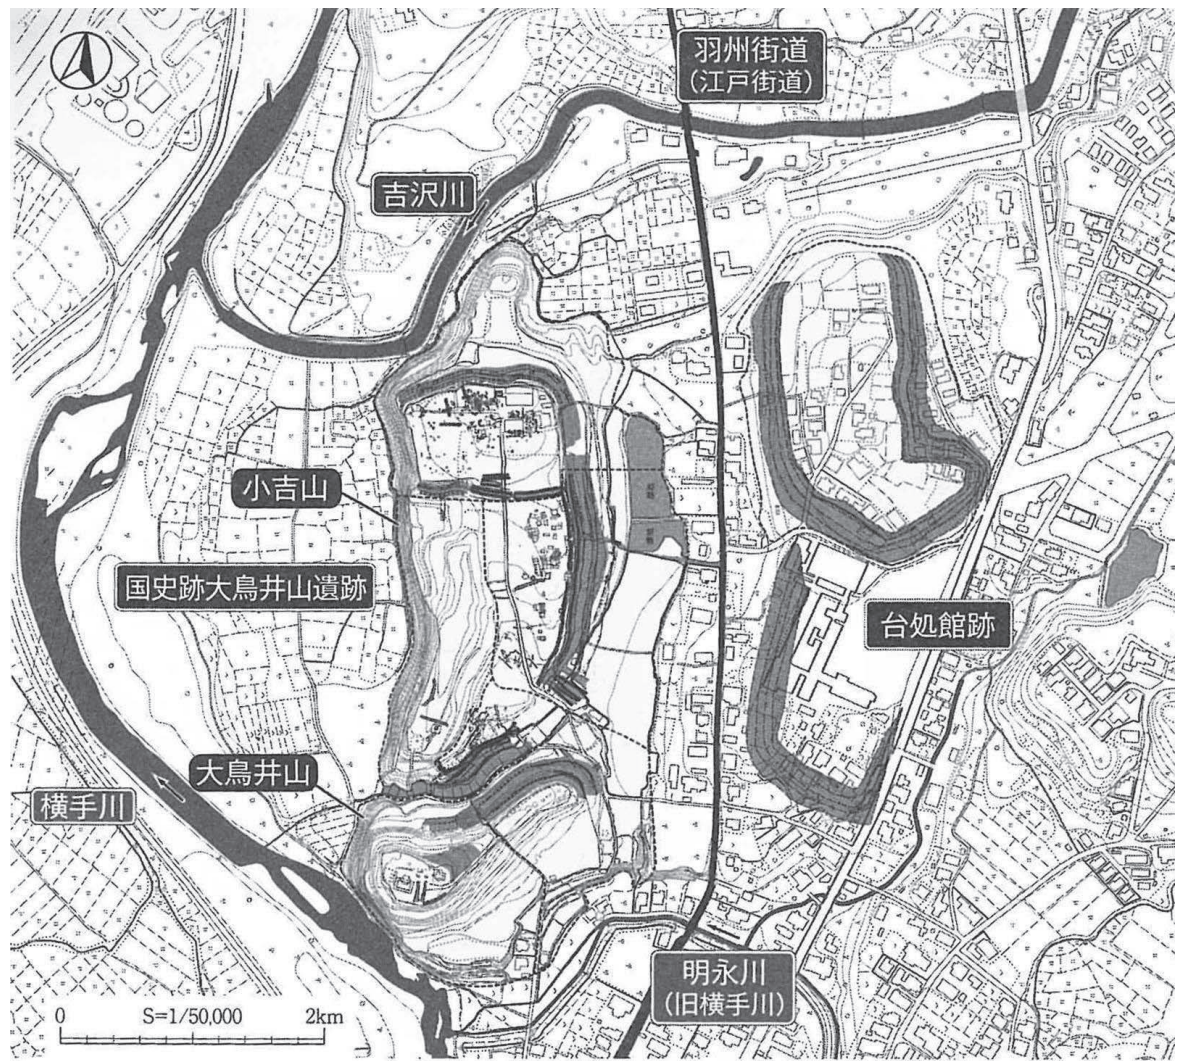 羽州街道
(江戸街道)
吉沢川
小吉山
国史跡大鳥井山遺跡
台処館跡
大鳥井山
横手川
明永川
(旧横手川)
0 S=1/50,000 2km